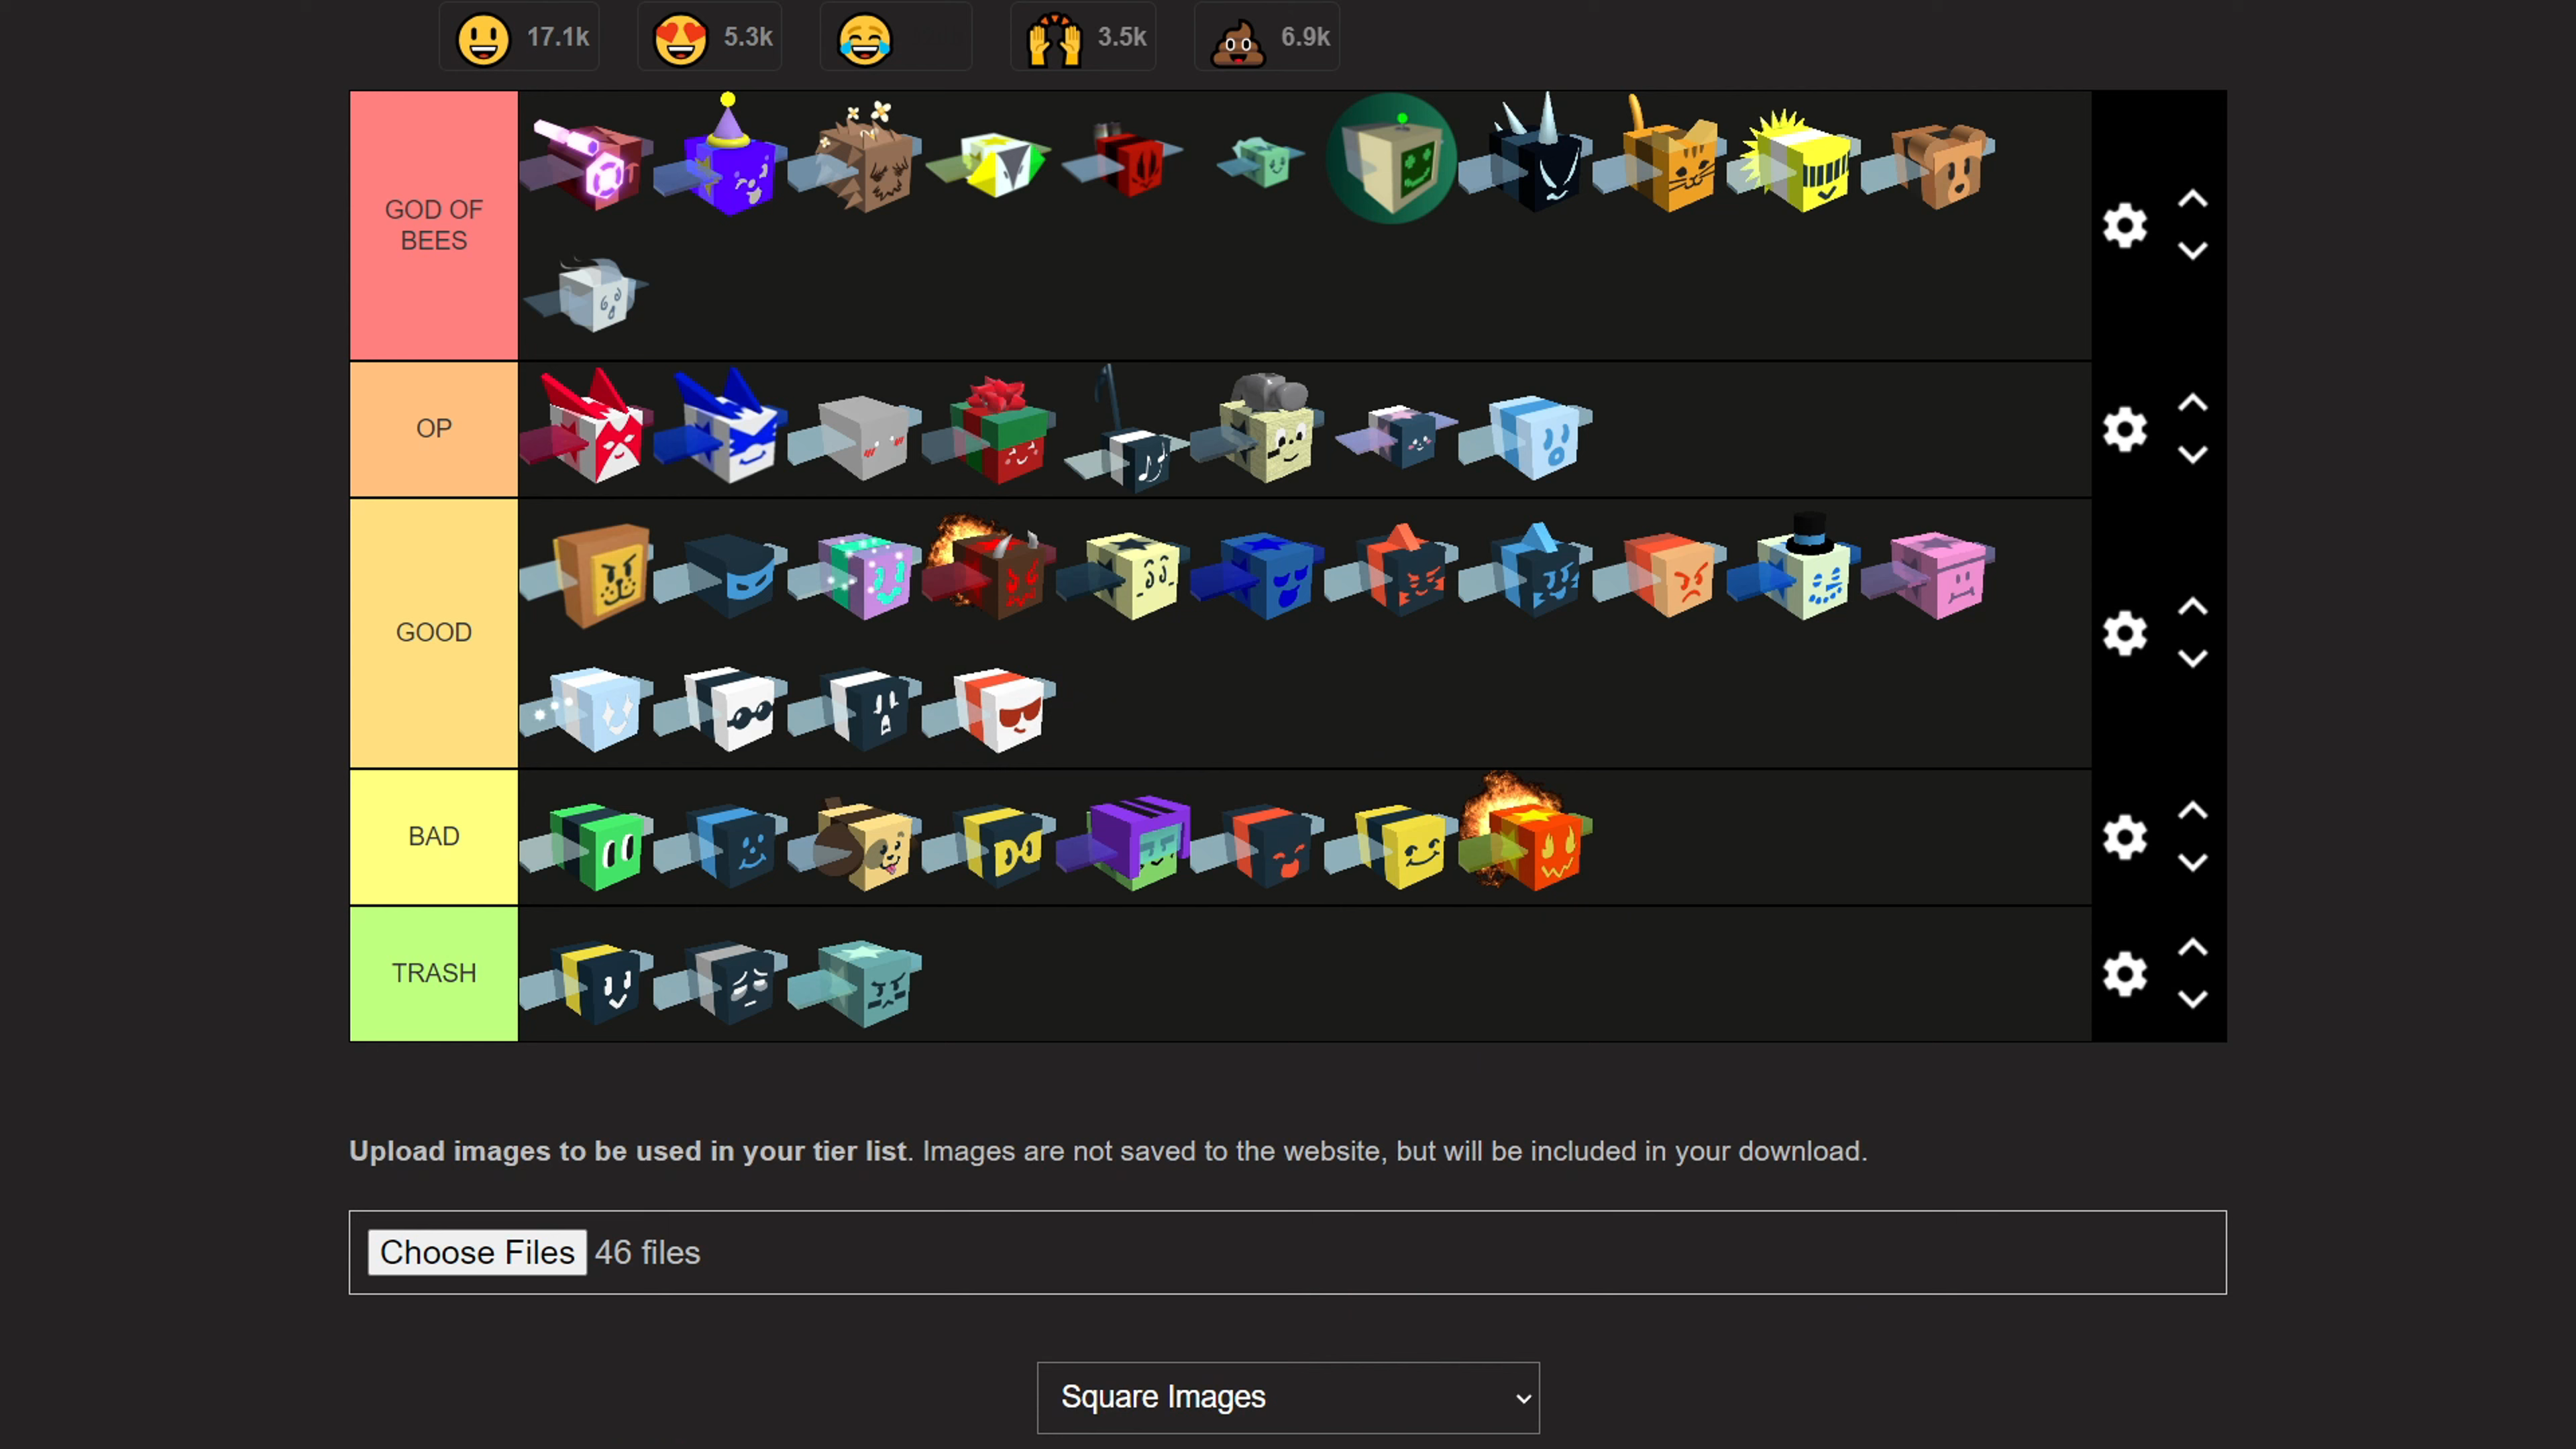 17.1k 5.3k 3.5k 6.9k
GOD OF
BEES
OP
GOOD
BAD
TRASH
Upload images to be used in your tier list. Images are not saved to the website, but will be included in your download.
Choose Files 46 files
Square Images